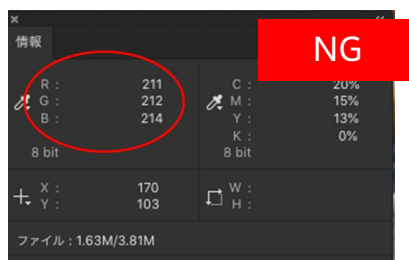 情報
NG
R : 211
G : 212
B : 214
8 bit
C : 20%
M : 15%
Y : 13%
K : 0%
8 bit
X : 170
Y : 103
W :
H :
ファイル : 1.63M/3.81M